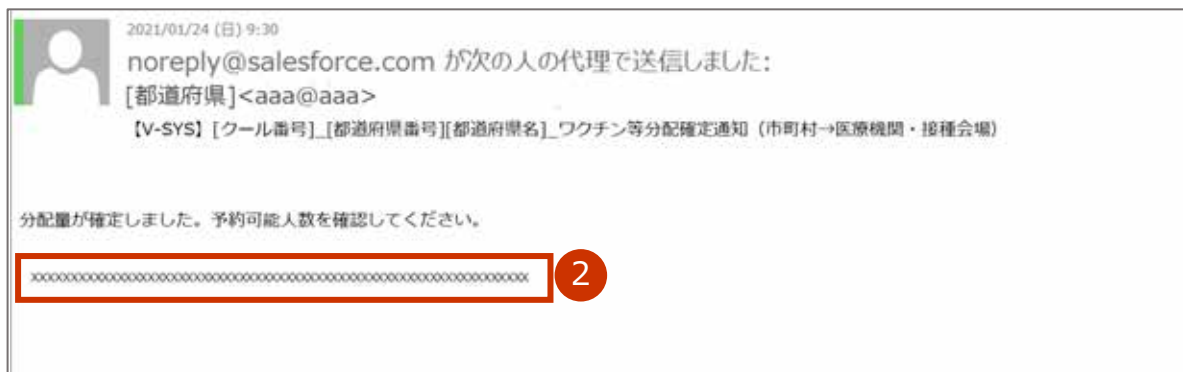 2021/01/24 (日) 9:30
noreply@salesforce.com が次の人の代理で送信しました:
[都道府県]<aaa@aaa>
【V-SYS】[クール番号]_[都道府県番号][都道府県名]_ワクチン等分配確定通知（市町村→医療機関・接種会場）
分配量が確定しました。予約可能人数を確認してください。
2